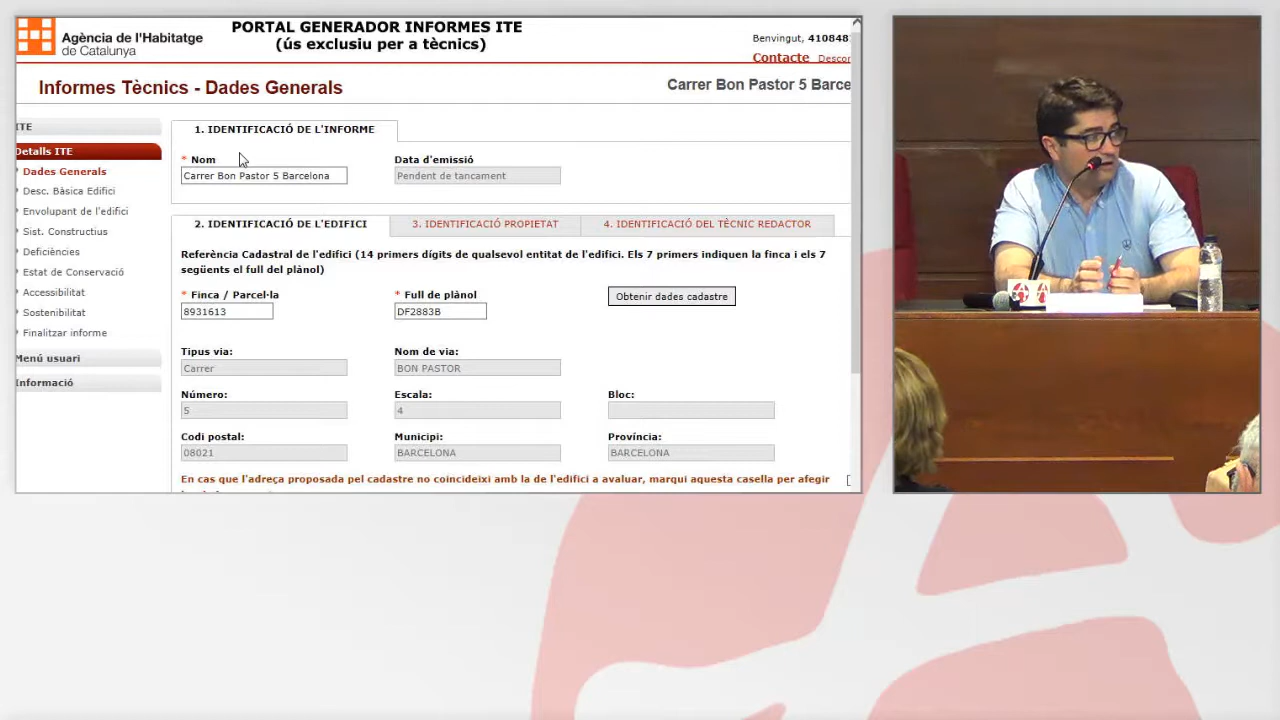 Agència de l'Habitatge
de Catalunya
PORTAL GENERADOR INFORMES ITE
(ús exclusiu per a tècnics)
Benvingut, 410848
Contacte Descor
Informes Tècnics - Dades Generals
Carrer Bon Pastor 5 Barce
ITE
Detalls ITE
Dades Generals
Desc. Bàsica Edifici
Envolupant de l'edifici
Sist. Constructius
Deficiències
Estat de Conservació
Accessibilitat
Sostenibilitat
Finalitzar informe
Menú usuari
Informació
1. IDENTIFICACIÓ DE L'INFORME
* Nom
Carrer Bon Pastor 5 Barcelona
Data d'emissió
Pendent de tancament
2. IDENTIFICACIÓ DE L'EDIFICI
3. IDENTIFICACIÓ PROPIETAT
4. IDENTIFICACIÓ DEL TÈCNIC REDACTOR
Referència Cadastral de l'edifici (14 primers dígits de qualsevol entitat de l'edifici. Els 7 primers indiquen la finca i els 7
següents el full del plànol)
* Finca / Parcel·la
8931613
* Full de plànol
DF2883B
Obtenir dades cadastre
Tipus via:
Carrer
Nom de via:
BON PASTOR
Número:
5
Escala:
4
Bloc:
Codi postal:
08021
Municipi:
BARCELONA
Província:
BARCELONA
En cas que l'adreça proposada pel cadastre no coincideixi amb la de l'edifici a avaluar, marqui aquesta casella per afegir